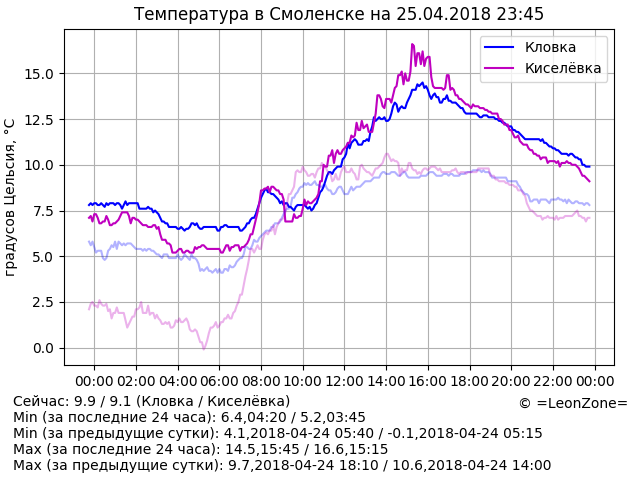 Температура в Смоленске на 25.04.2018 23:45
Кловка
Киселёвка
градусов Цельсия, °C
15.0
12.5
10.0
7.5
5.0
2.5
0.0
00:00 02:00 04:00 06:00 08:00 10:00 12:00 14:00 16:00 18:00 20:00 22:00 00:00
Сейчас: 9.9 / 9.1 (Кловка / Киселёвка)
© =LeonZone=
Min (за последние 24 часа): 6.4,04:20 / 5.2,03:45
Min (за предыдущие сутки): 4.1,2018-04-24 05:40 / -0.1,2018-04-24 05:15
Max (за последние 24 часа): 14.5,15:45 / 16.6,15:15
Max (за предыдущие сутки): 9.7,2018-04-24 18:10 / 10.6,2018-04-24 14:00